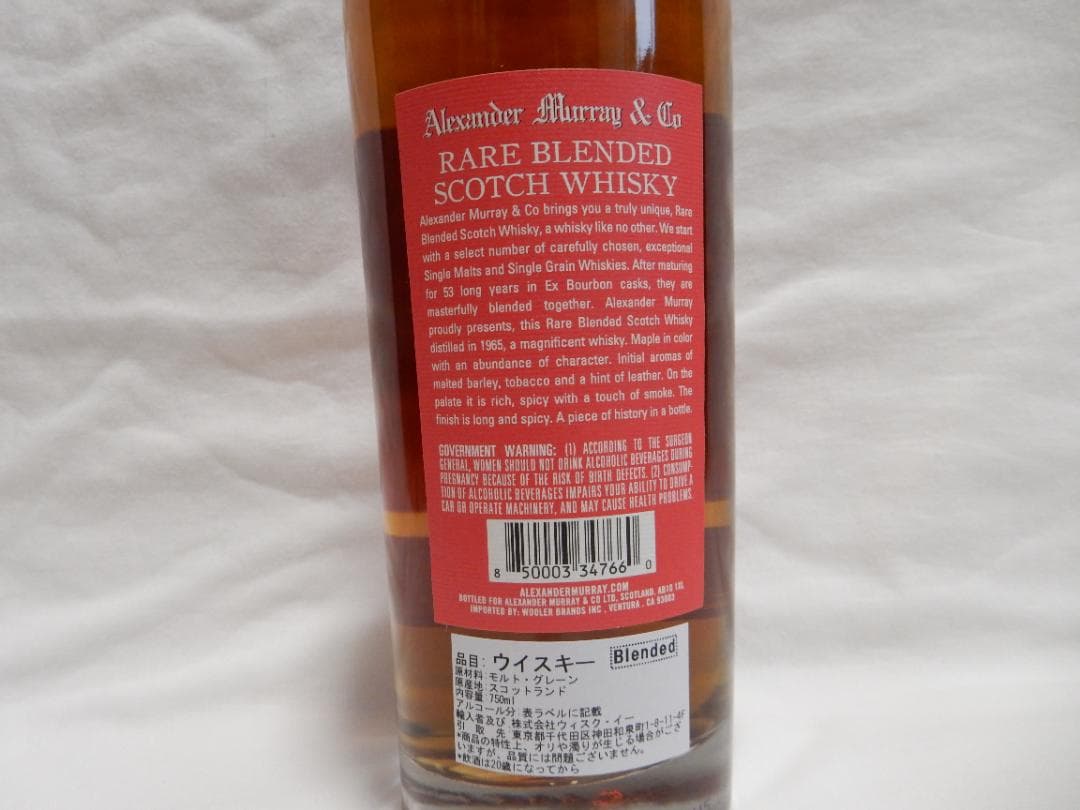 Alexander Murray & Co
RARE BLENDED
SCOTCH WHISKY
Alexander Murray & Co brings you a truly unique, Rare
Blended Scotch Whisky, a whisky like no other. We start
with a select number of carefully chosen, exceptional
Single Malts and Single Grain Whiskies. After maturing
for 53 long years in Ex Bourbon casks, they are
masterfully blended together. Alexander Murray
proudly presents, this Rare Blended Scotch Whisky
distilled in 1965, a magnificent whisky. Maple in color
with an abundance of character. Initial aromas of
malted barley, tobacco and a hint of leather. On the
palate it is rich, spicy with a touch of smoke. The
finish is long and spicy. A piece of history in a bottle.
GOVERNMENT WARNING: (1) ACCORDING TO THE SURGEON
GENERAL, WOMEN SHOULD NOT DRINK ALCOHOLIC BEVERAGES DURING
PREGNANCY BECAUSE OF THE RISK OF BIRTH DEFECTS. (2) CONSUMP-
TION OF ALCOHOLIC BEVERAGES IMPAIRS YOUR ABILITY TO DRIVE A
CAR OR OPERATE MACHINERY, AND MAY CAUSE HEALTH PROBLEMS.
8 50003 34766 0
ALEXANDERMURRAY.COM
BOTTLED FOR ALEXANDER MURRAY & CO LTD, SCOTLAND, AB10 1XL
IMPORTED BY: WOOLER BRANDS INC , VENTURA , CA 93003
品目: ウイスキー Blended
原材料: モルト・グレーン
原産地: スコットランド
内容量: 750ml
アルコール分: 表ラベルに記載
輸入者及び 株式会社ウィスク・イー
引 取 先 東京都千代田区神田和泉町1-8-11-4F
*商品の特性上、オリや濁りが生じる場合がござ
いますが、品質には問題ございません。
*飲酒は20歳になってから